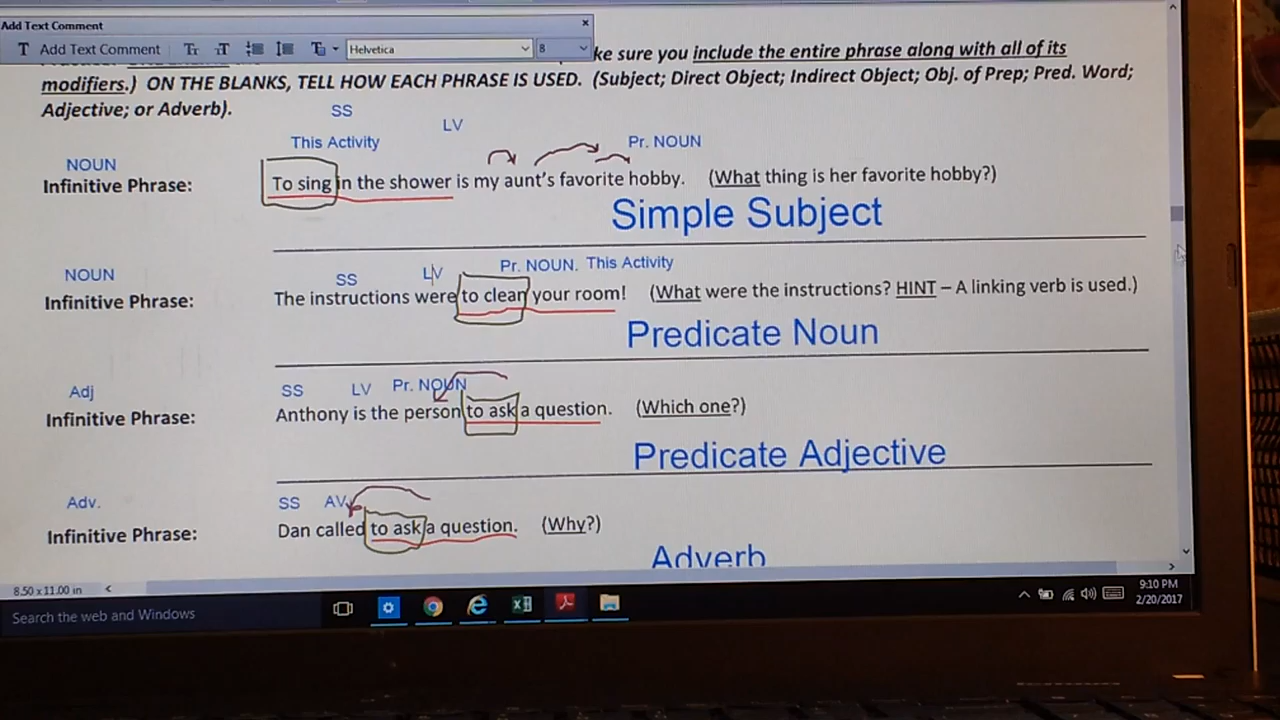 Add Text Comment
Add Text Comment Helvetica 8
ke sure you include the entire phrase along with all of its
modifiers.) ON THE BLANKS, TELL HOW EACH PHRASE IS USED. (Subject; Direct Object; Indirect Object; Obj. of Prep; Pred. Word;
Adjective; or Adverb).
SS
LV
This Activity Pr. NOUN
NOUN
Infinitive Phrase: To sing in the shower is my aunt's favorite hobby. (What thing is her favorite hobby?)
Simple Subject
NOUN SS LV Pr. NOUN. This Activity
Infinitive Phrase: The instructions were to clean your room! (What were the instructions? HINT – A linking verb is used.)
Predicate Noun
Adj SS LV Pr. NOUN
Infinitive Phrase: Anthony is the person to ask a question. (Which one?)
Predicate Adjective
Adv. SS AV
Infinitive Phrase: Dan called to ask a question. (Why?)
Adverb
8.50 x 11.00 in
Search the web and Windows
9:10 PM
2/20/2017